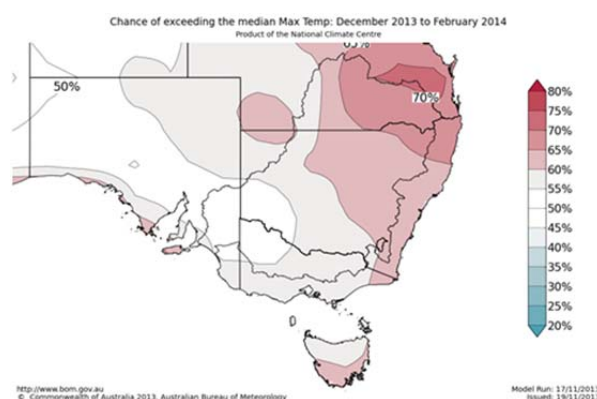 Chance of exceeding the median Max Temp: December 2013 to February 2014
Product of the National Climate Centre
65%
50%
70%
80%
75%
70%
65%
60%
55%
50%
45%
40%
35%
30%
25%
20%
http://www.bom.gov.au
© Commonwealth of Australia 2013, Australian Bureau of Meteorology
Model Run: 17/11/201
Issued: 19/11/201